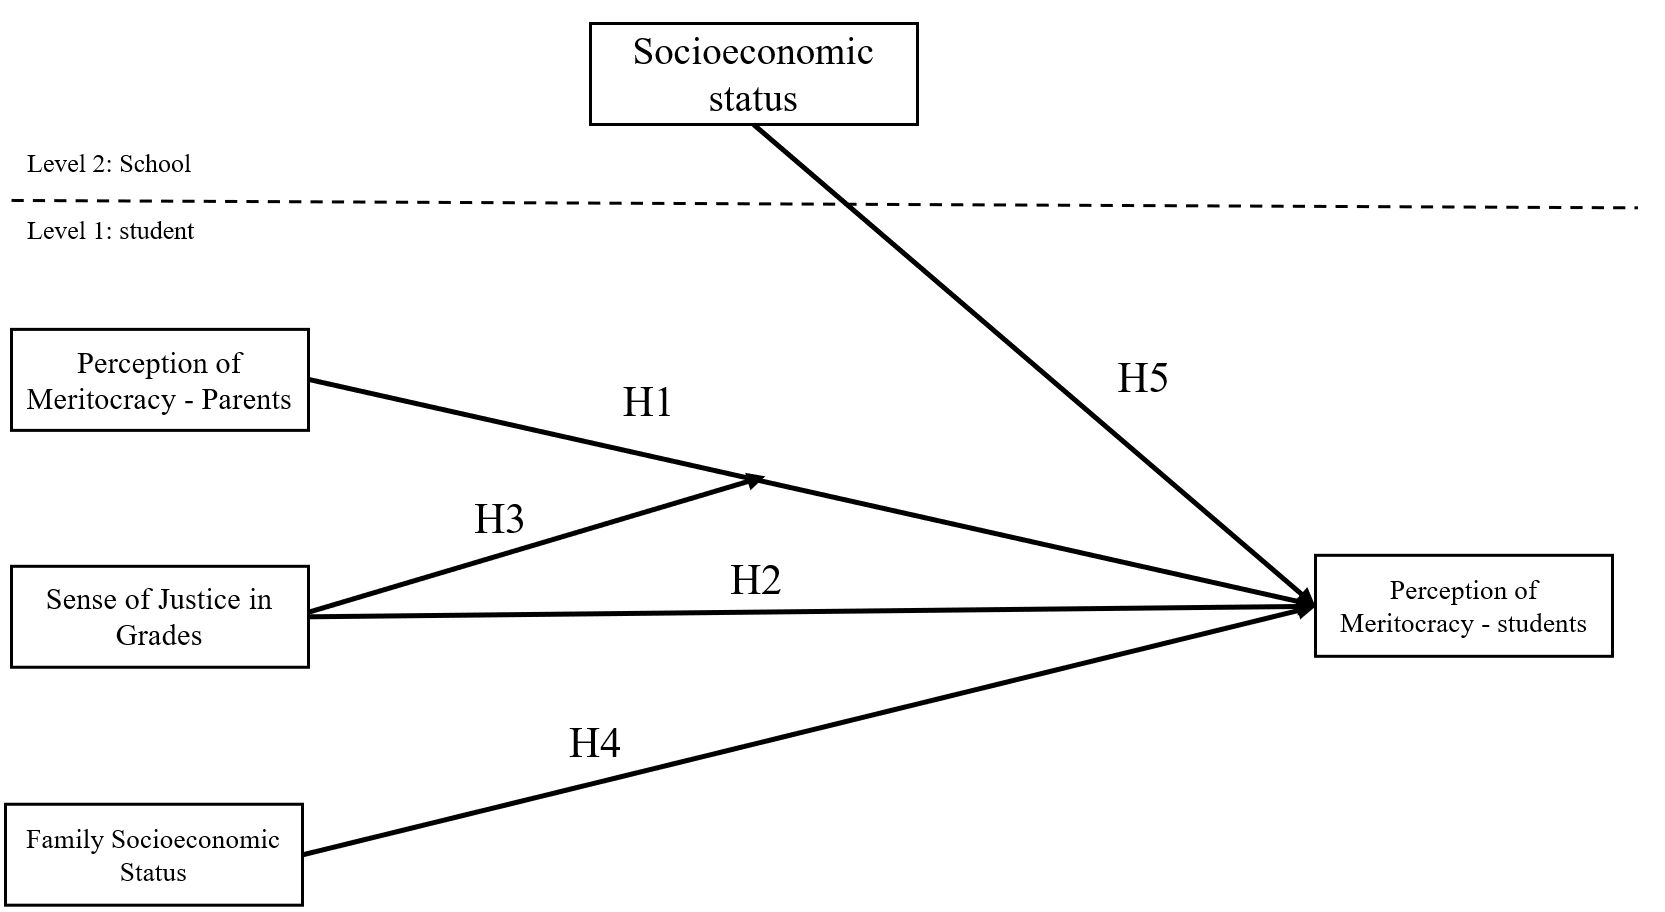 Socioeconomic
status
Level 2: School
Level 1: student
Perception of
Meritocracy - Parents
H1
H5
H3
Sense of Justice in
Grades
H2
Perception of
Meritocracy - students
H4
Family Socioeconomic
Status